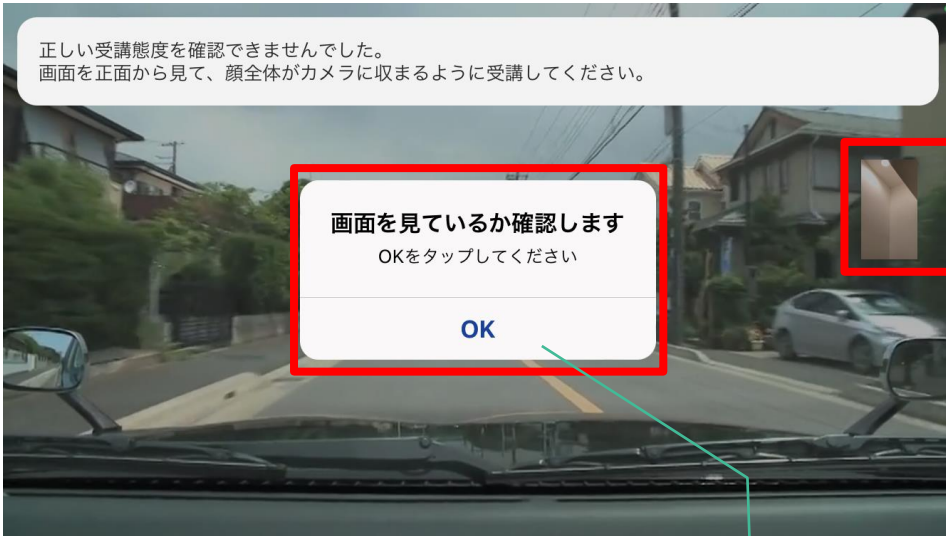 正しい受講態度を確認できませんでした。
画面を正面から見て、顔全体がカメラに収まるように受講してください。
画面を見ているか確認します
OKをタップしてください
OK